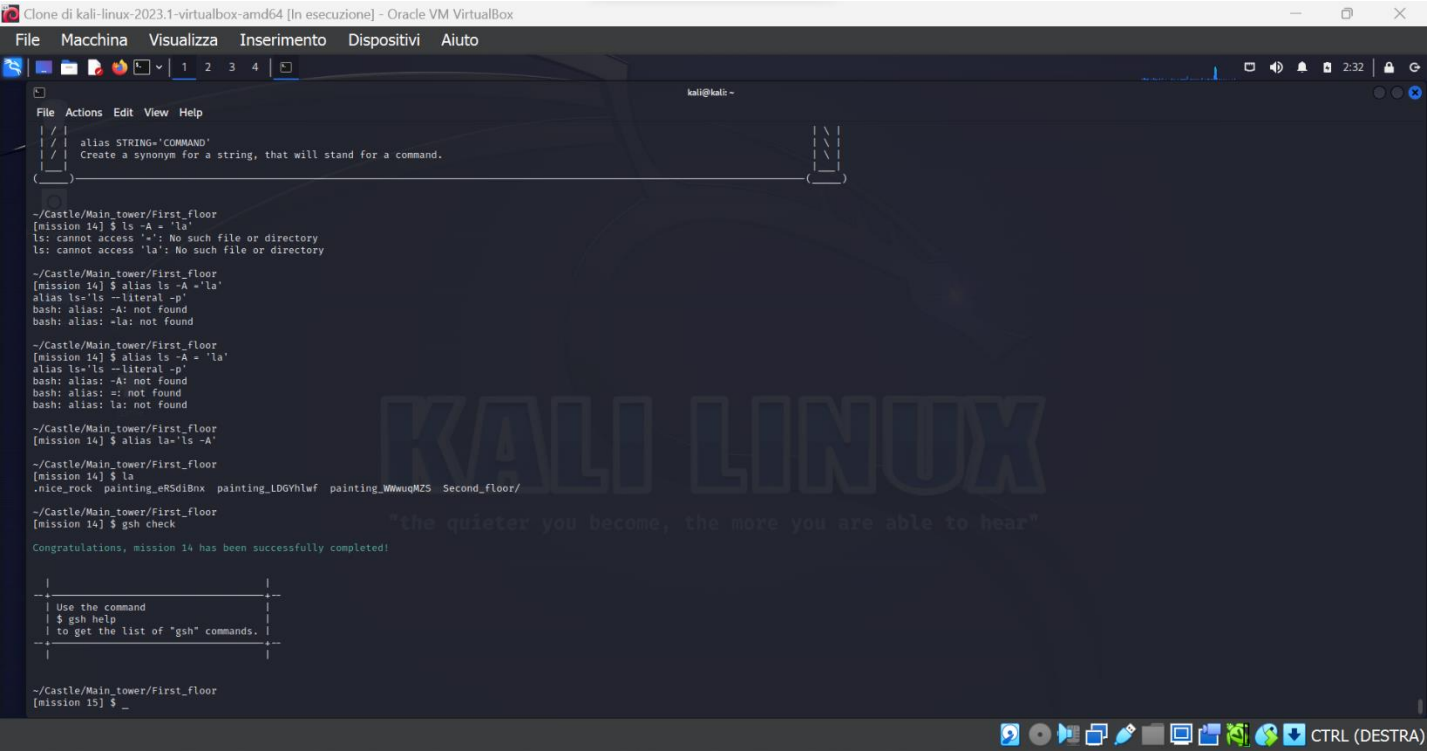 Clone di kali-linux-2023.1-virtualbox-amd64 [In esecuzione] - Oracle VM VirtualBox
File Macchina Visualizza Inserimento Dispositivi Aiuto
1 2 3 4
2:32
kali@kali: ~
File Actions Edit View Help
| / | | \ |
| / | alias STRING='COMMAND' | \ |
| / | Create a synonym for a string, that will stand for a command. | \ |
~/Castle/Main_tower/First_floor
[mission 14] $ ls -A = 'la'
ls: cannot access '=': No such file or directory
ls: cannot access 'la': No such file or directory
~/Castle/Main_tower/First_floor
[mission 14] $ alias ls -A ='la'
alias ls='ls --literal -p'
bash: alias: -A: not found
bash: alias: =la: not found
~/Castle/Main_tower/First_floor
[mission 14] $ alias ls -A = 'la'
alias ls='ls --literal -p'
bash: alias: -A: not found
bash: alias: =: not found
bash: alias: la: not found
~/Castle/Main_tower/First_floor
[mission 14] $ alias la='ls -A'
~/Castle/Main_tower/First_floor
[mission 14] $ la
.nice_rock painting_eRSdiBnx painting_LDGYhlwf painting_WWwuqMZS Second_floor/
~/Castle/Main_tower/First_floor
[mission 14] $ gsh check
Congratulations, mission 14 has been successfully completed!
| Use the command |
| $ gsh help |
| to get the list of "gsh" commands. |
~/Castle/Main_tower/First_floor
[mission 15] $ _
KALI LINUX
"the quieter you become, the more you are able to hear"
CTRL (DESTRA)